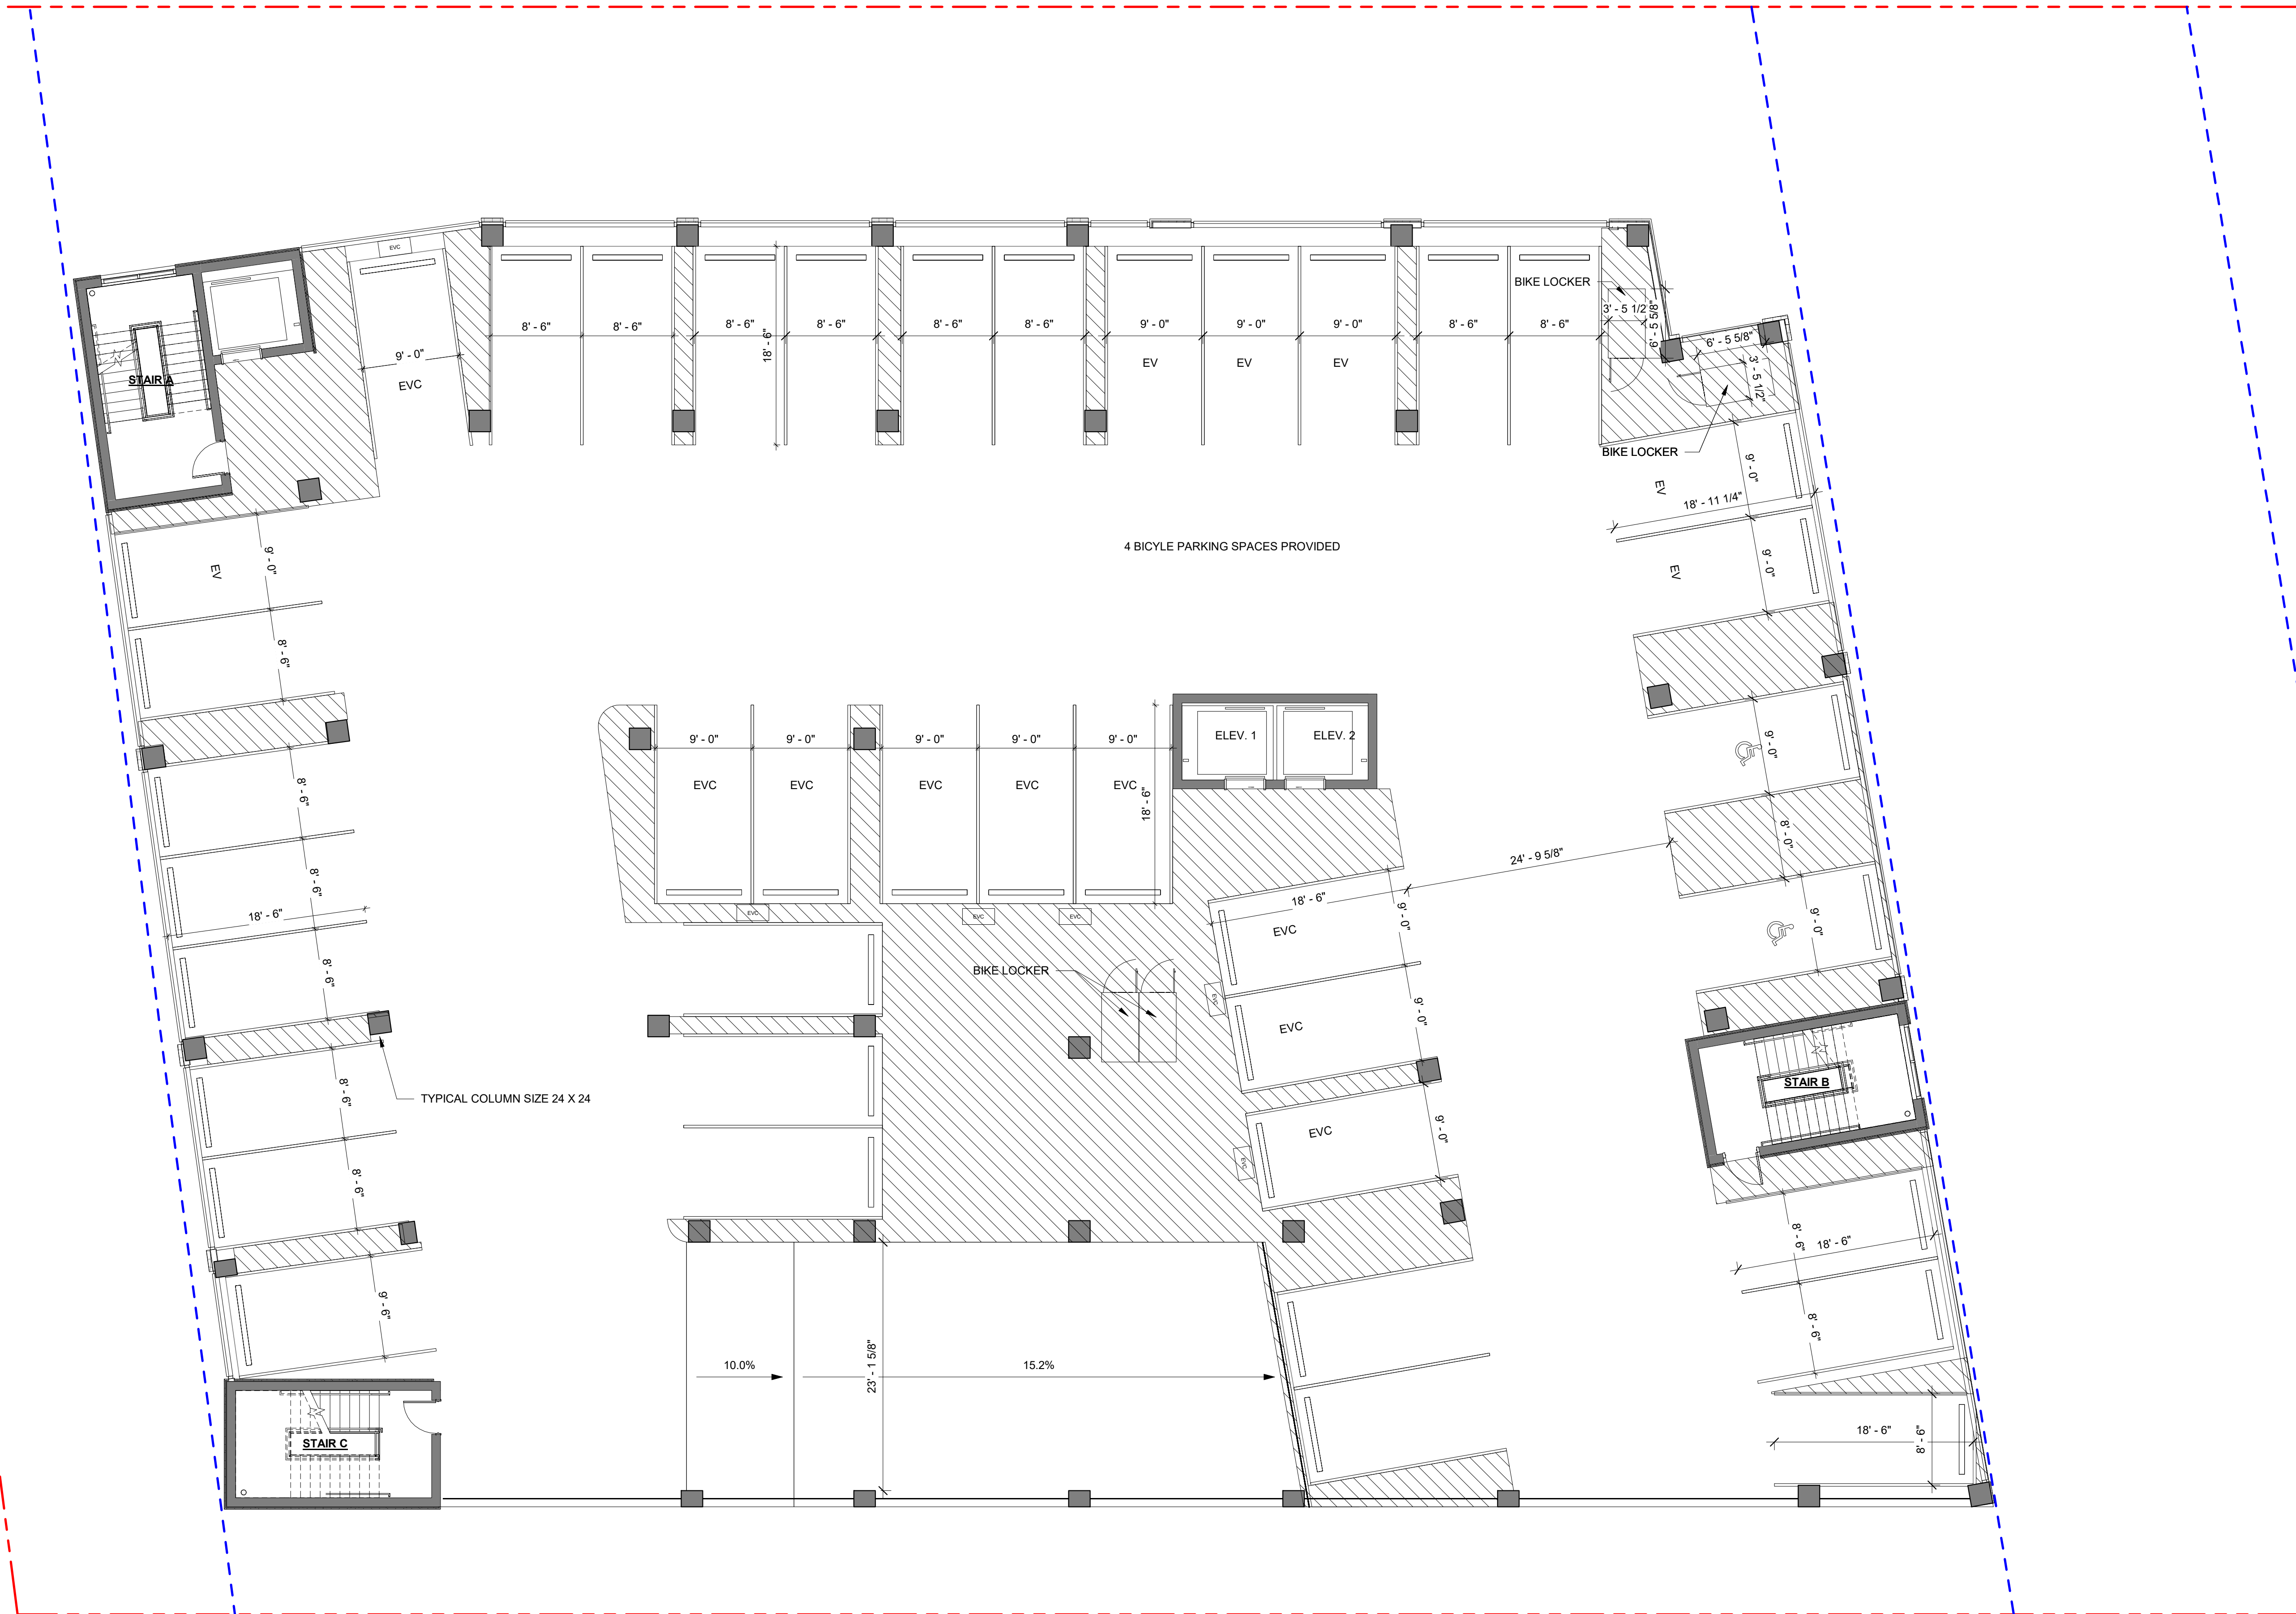 EVC
BIKE LOCKER
3' - 5 1/2"
6' - 5 5/8"
6' - 5 5/8"
3' - 5 1/2"
8' - 6"
8' - 6"
8' - 6"
8' - 6"
8' - 6"
8' - 6"
9' - 0"
9' - 0"
9' - 0"
8' - 6"
8' - 6"
18' - 6"
9' - 0"
EVC
EV
EV
EV
STAIR A
BIKE LOCKER
9' - 0"
EV
18' - 11 1/4"
4 BICYLE PARKING SPACES PROVIDED
9' - 0"
EV
9' - 0"
EV
8' - 6"
9' - 0"
9' - 0"
9' - 0"
9' - 0"
9' - 0"
ELEV. 1
ELEV. 2
9' - 0"
EVC
EVC
EVC
EVC
EVC
18' - 6"
8' - 6"
8' - 0"
24' - 9 5/8"
8' - 6"
18' - 6"
18' - 6"
9' - 0"
EVC
EVC
EVC
EVC
9' - 0"
8' - 6"
BIKE LOCKER
EVC
9' - 0"
EVC
8' - 6"
TYPICAL COLUMN SIZE 24 X 24
STAIR B
EVC
9' - 0"
EVC
8' - 6"
8' - 6"
18' - 6"
9' - 6"
8' - 6"
10.0%
23' - 1 5/8"
15.2%
STAIR C
18' - 6"
8' - 6"